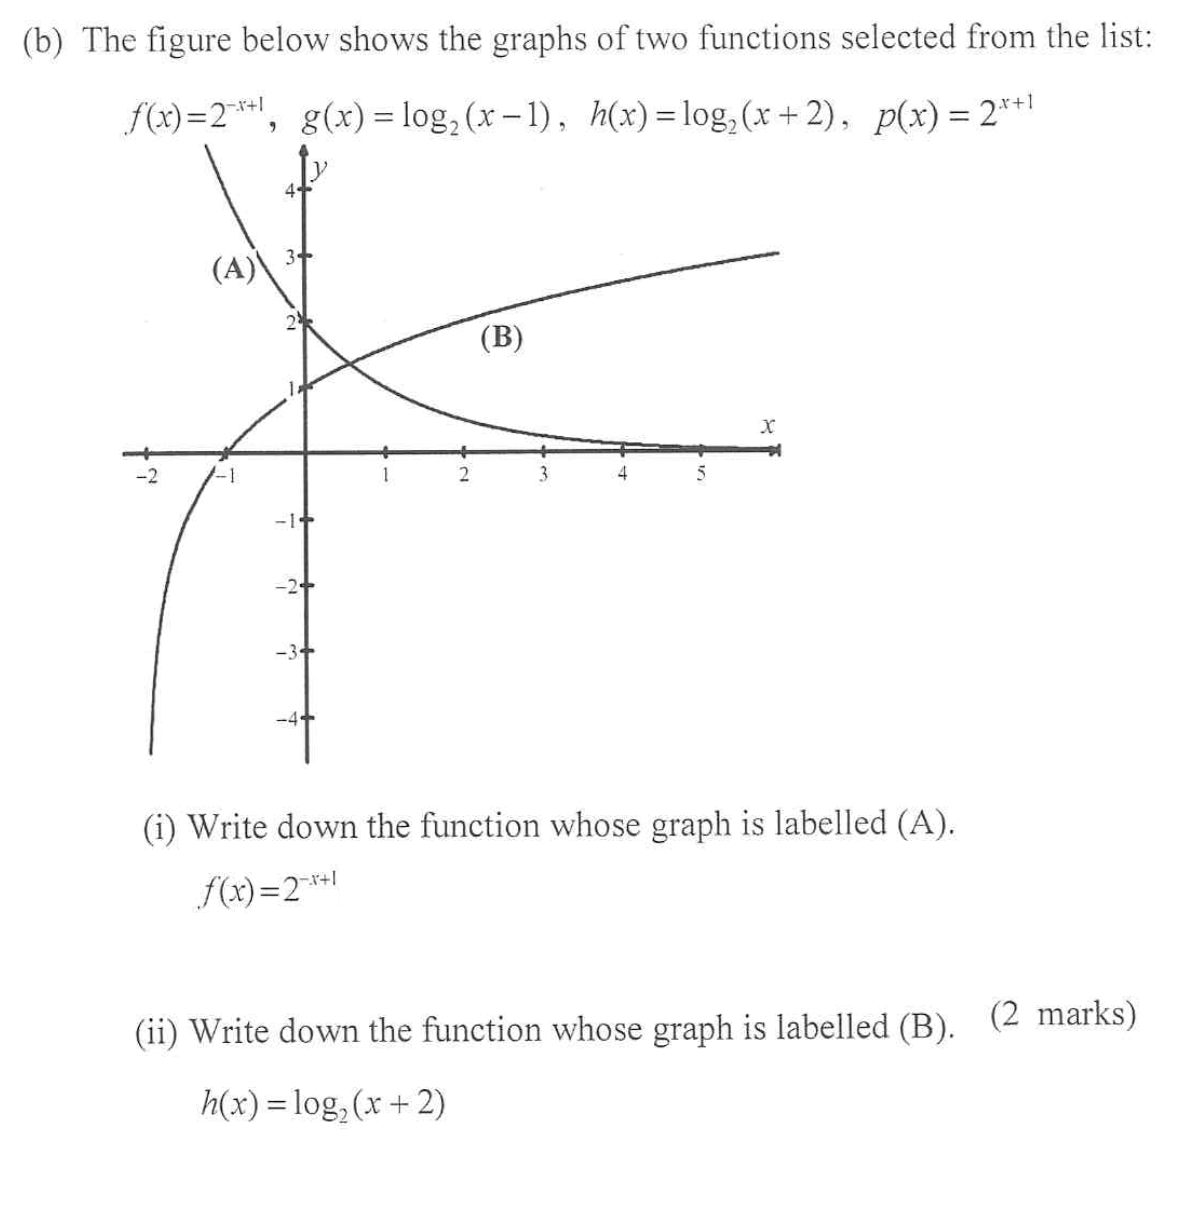 (b) The figure below shows the graphs of two functions selected from the list:
f(x)=2^{-x+1}, g(x) = log₂(x – 1), h(x) = log₂(x + 2), p(x) = 2^{x+1}
y
4
(A)
3
2
(B)
1
x
-2 -1 1 2 3 4 5
-1
-2
-3
-4
(i) Write down the function whose graph is labelled (A).
f(x)=2^{-x+1}
(ii) Write down the function whose graph is labelled (B). (2 marks)
h(x) = log₂(x + 2)